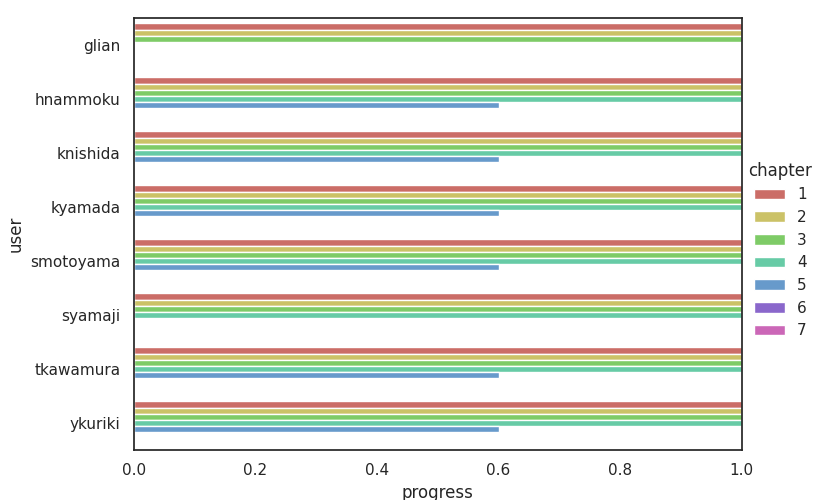 glian
hnammoku
knishida
kyamada
smotoyama
syamaji
tkawamura
ykuriki
user
0.0 0.2 0.4 0.6 0.8 1.0
progress
chapter
1
2
3
4
5
6
7